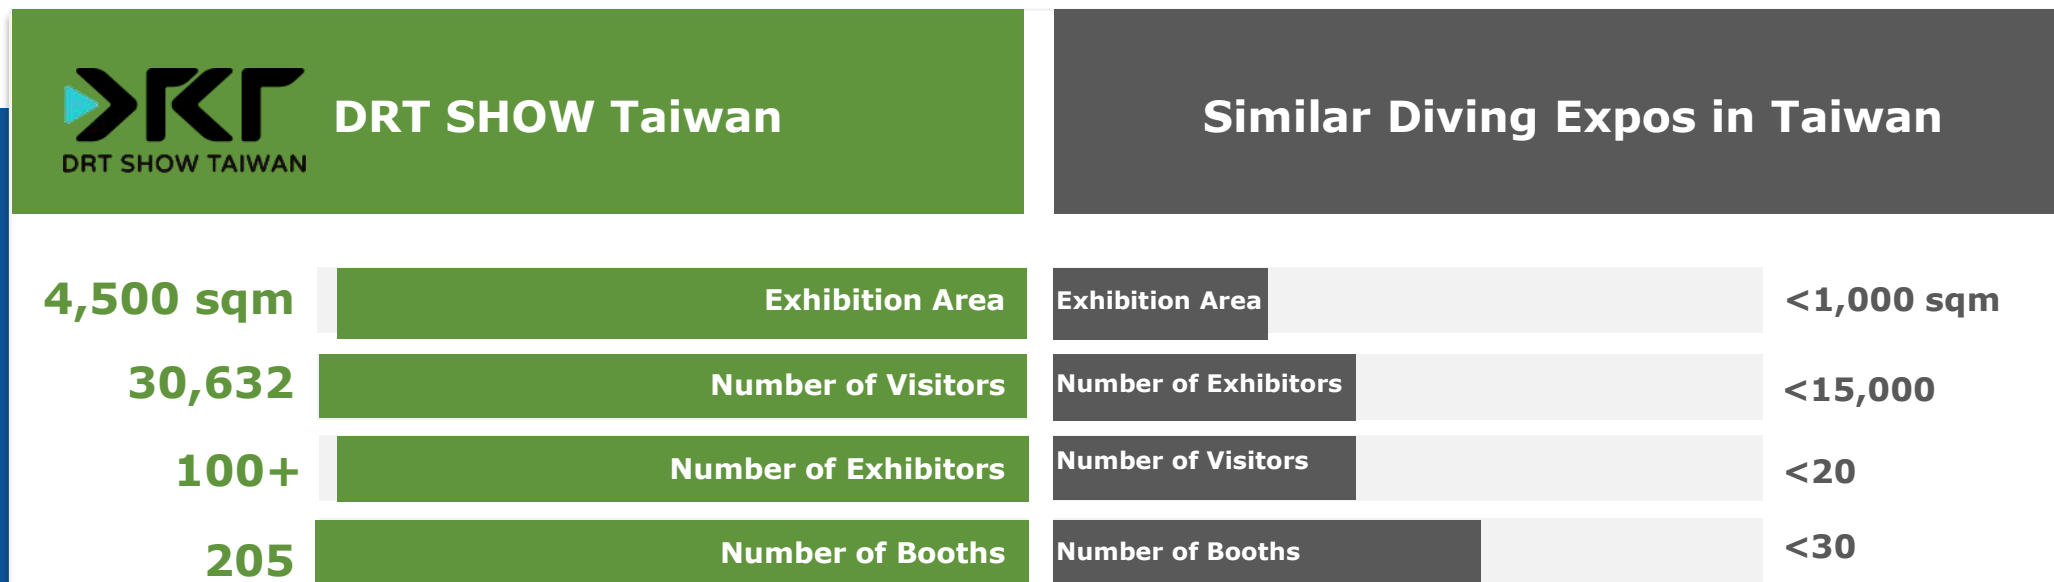 DRT SHOW TAIWAN
DRT SHOW Taiwan
Similar Diving Expos in Taiwan
4,500 sqm
Exhibition Area
Exhibition Area
<1,000 sqm
30,632
Number of Visitors
Number of Exhibitors
<15,000
100+
Number of Exhibitors
Number of Visitors
<20
205
Number of Booths
Number of Booths
<30